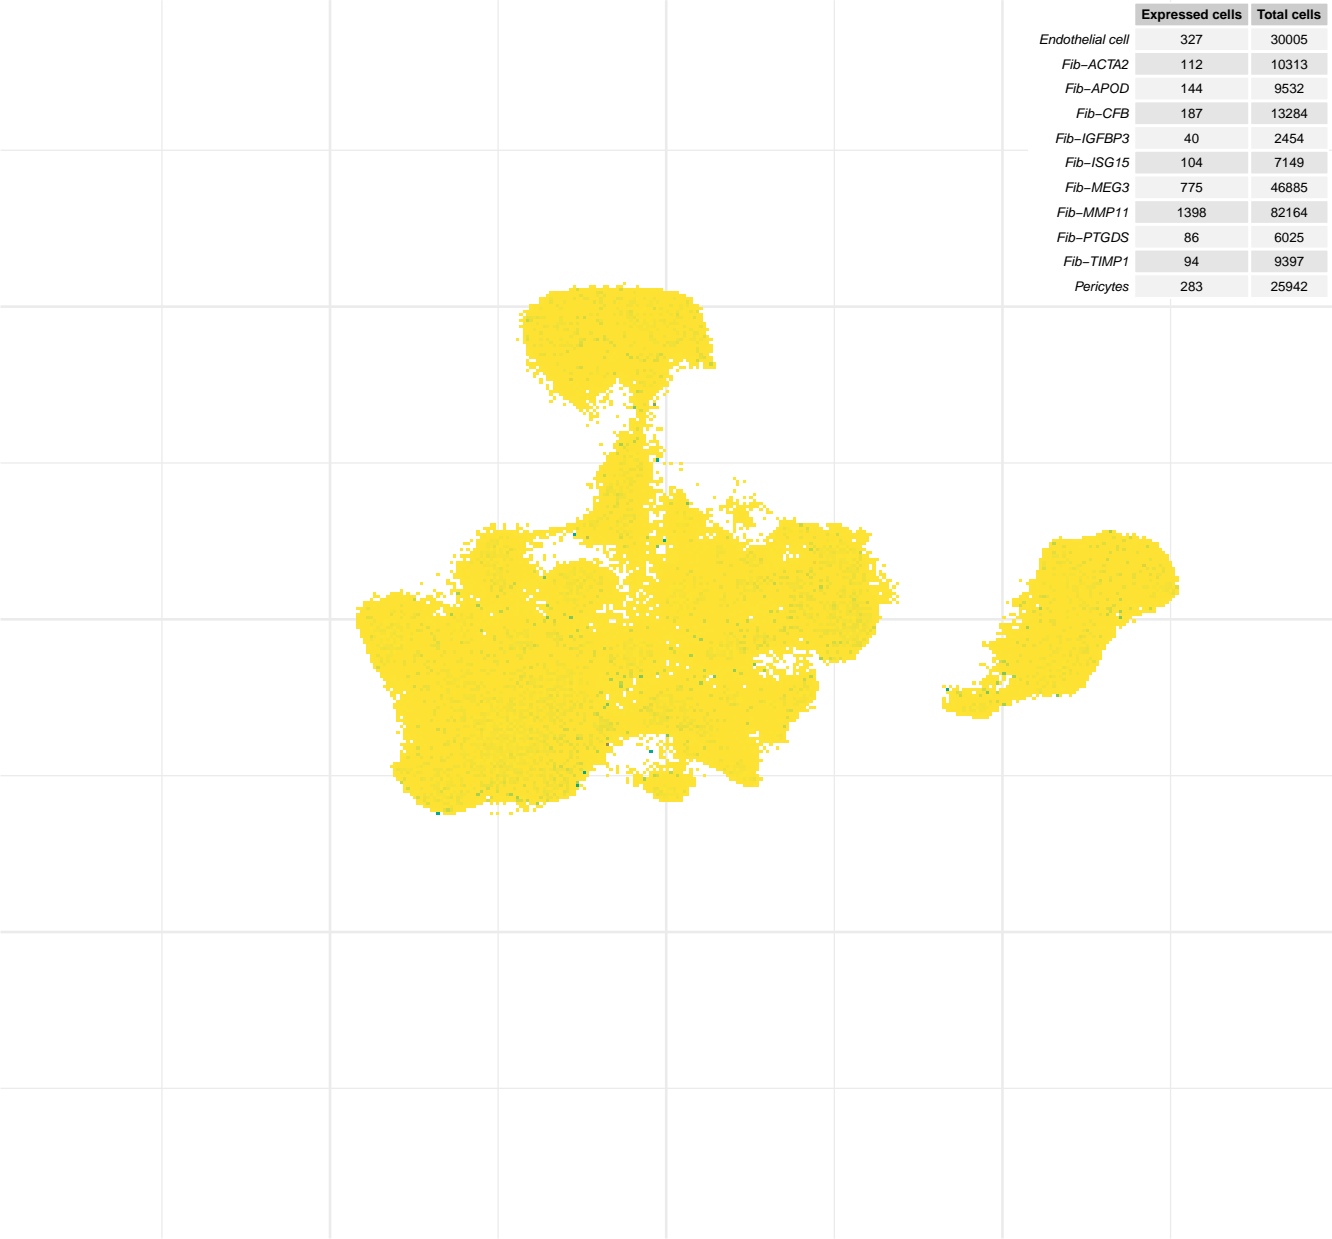 Expressed cells Total cells
Endothelial cell 327 30005
Fib−ACTA2 112 10313
Fib−APOD 144 9532
Fib−CFB 187 13284
Fib−IGFBP3 40 2454
Fib−ISG15 104 7149
Fib−MEG3 775 46885
Fib−MMP11 1398 82164
Fib−PTGDS 86 6025
Fib−TIMP1 94 9397
Pericytes 283 25942